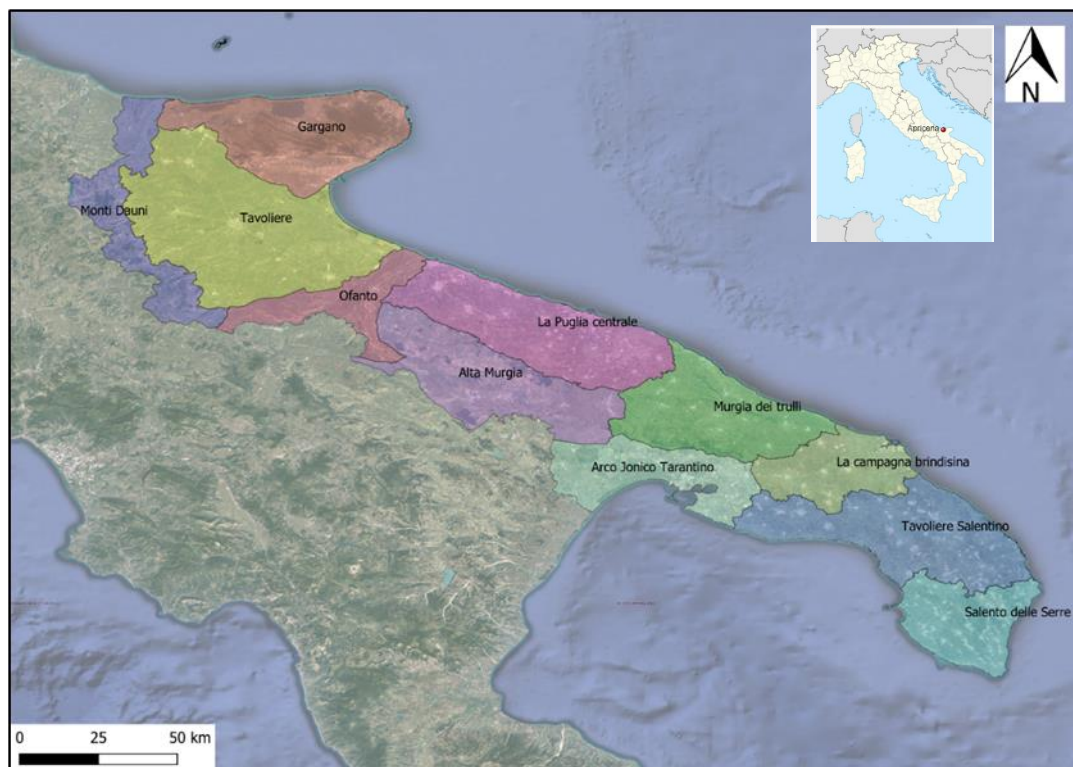 Apricena
N
Gargano
Monti Dauni
Tavoliere
Ofanto
La Puglia centrale
Alta Murgia
Murgia dei trulli
Arco Jonico Tarantino
La campagna brindisina
Tavoliere Salentino
Salento delle Serre
0 25 50 km